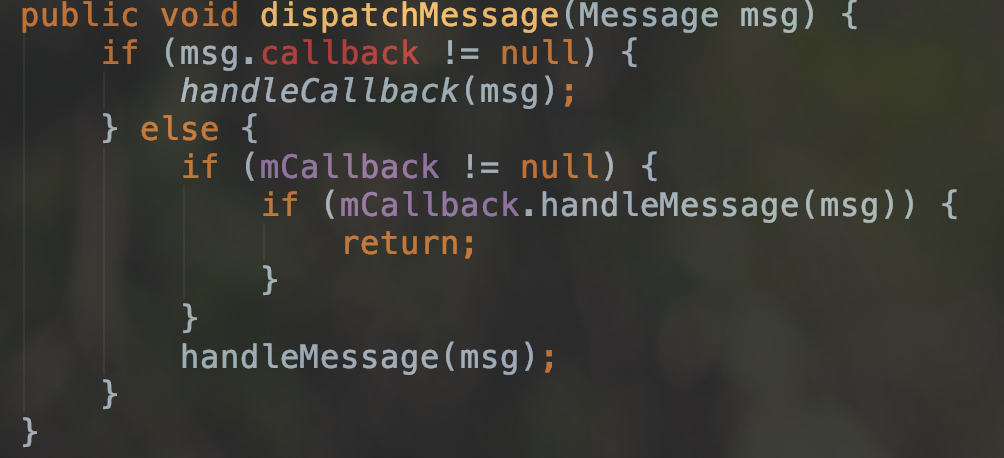 public void dispatchMessage(Message msg) {
    if (msg.callback != null) {
        handleCallback(msg);
    } else {
        if (mCallback != null) {
            if (mCallback.handleMessage(msg)) {
                return;
            }
        }
        handleMessage(msg);
    }
}